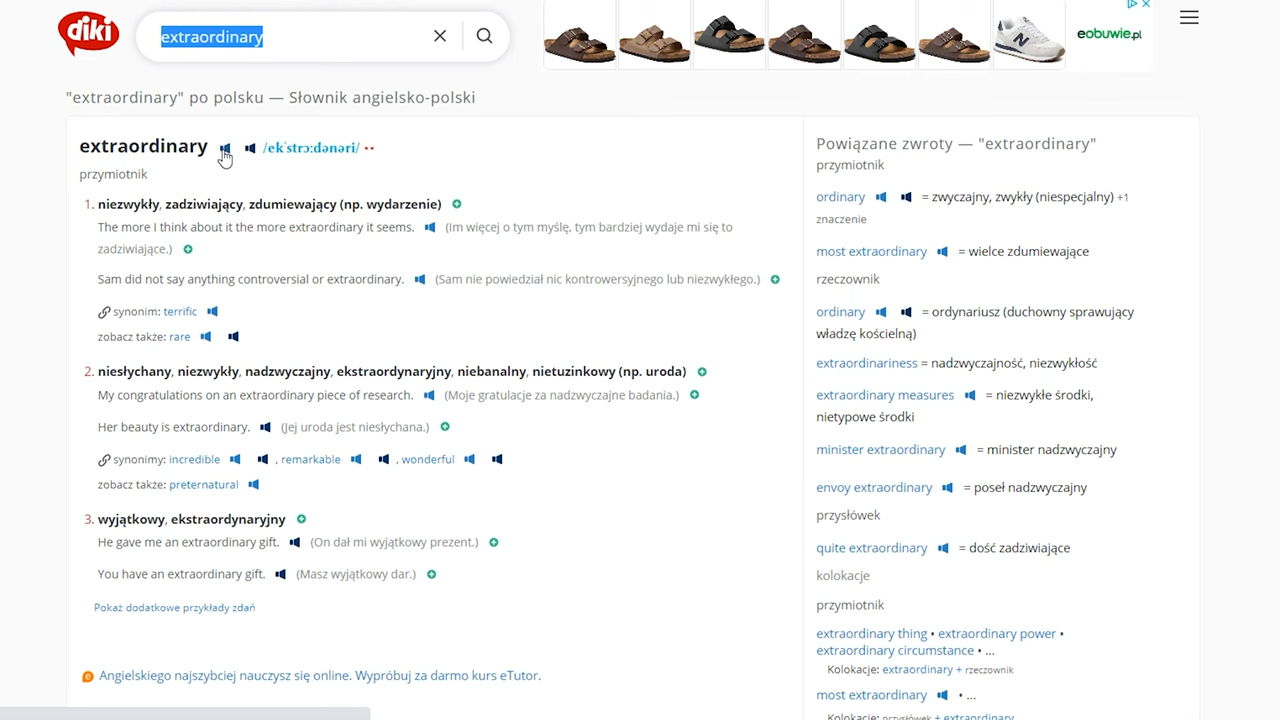 diki
extraordinary
eobuwie.pl
"extraordinary" po polsku — Słownik angielsko-polski
extraordinary /ekˈstrɔːdənəri/
przymiotnik
1. niezwykły, zadziwiający, zdumiewający (np. wydarzenie)
The more I think about it the more extraordinary it seems. (Im więcej o tym myślę, tym bardziej wydaje mi się to
zadziwiające.)
Sam did not say anything controversial or extraordinary. (Sam nie powiedział nic kontrowersyjnego lub niezwykłego.)
synonim: terrific
zobacz także: rare
2. niesłychany, niezwykły, nadzwyczajny, ekstraordynaryjny, niebanalny, nietuzinkowy (np. uroda)
My congratulations on an extraordinary piece of research. (Moje gratulacje za nadzwyczajne badania.)
Her beauty is extraordinary. (Jej uroda jest niesłychana.)
synonimy: incredible , remarkable , wonderful
zobacz także: preternatural
3. wyjątkowy, ekstraordynaryjny
He gave me an extraordinary gift. (On dał mi wyjątkowy prezent.)
You have an extraordinary gift. (Masz wyjątkowy dar.)
Pokaż dodatkowe przykłady zdań
e Angielskiego najszybciej nauczysz się online. Wypróbuj za darmo kurs eTutor.
Powiązane zwroty — "extraordinary"
przymiotnik
ordinary = zwyczajny, zwykły (niespecjalny) +1
znaczenie
most extraordinary = wielce zdumiewające
rzeczownik
ordinary = ordynariusz (duchowny sprawujący
władzę kościelną)
extraordinariness = nadzwyczajność, niezwykłość
extraordinary measures = niezwykłe środki,
nietypowe środki
minister extraordinary = minister nadzwyczajny
envoy extraordinary = poseł nadzwyczajny
przysłówek
quite extraordinary = dość zadziwiające
kolokacje
przymiotnik
extraordinary thing • extraordinary power •
extraordinary circumstance • ...
Kolokacje: extraordinary + rzeczownik
most extraordinary • ...
Kolokacje: przysłówek + extraordinary